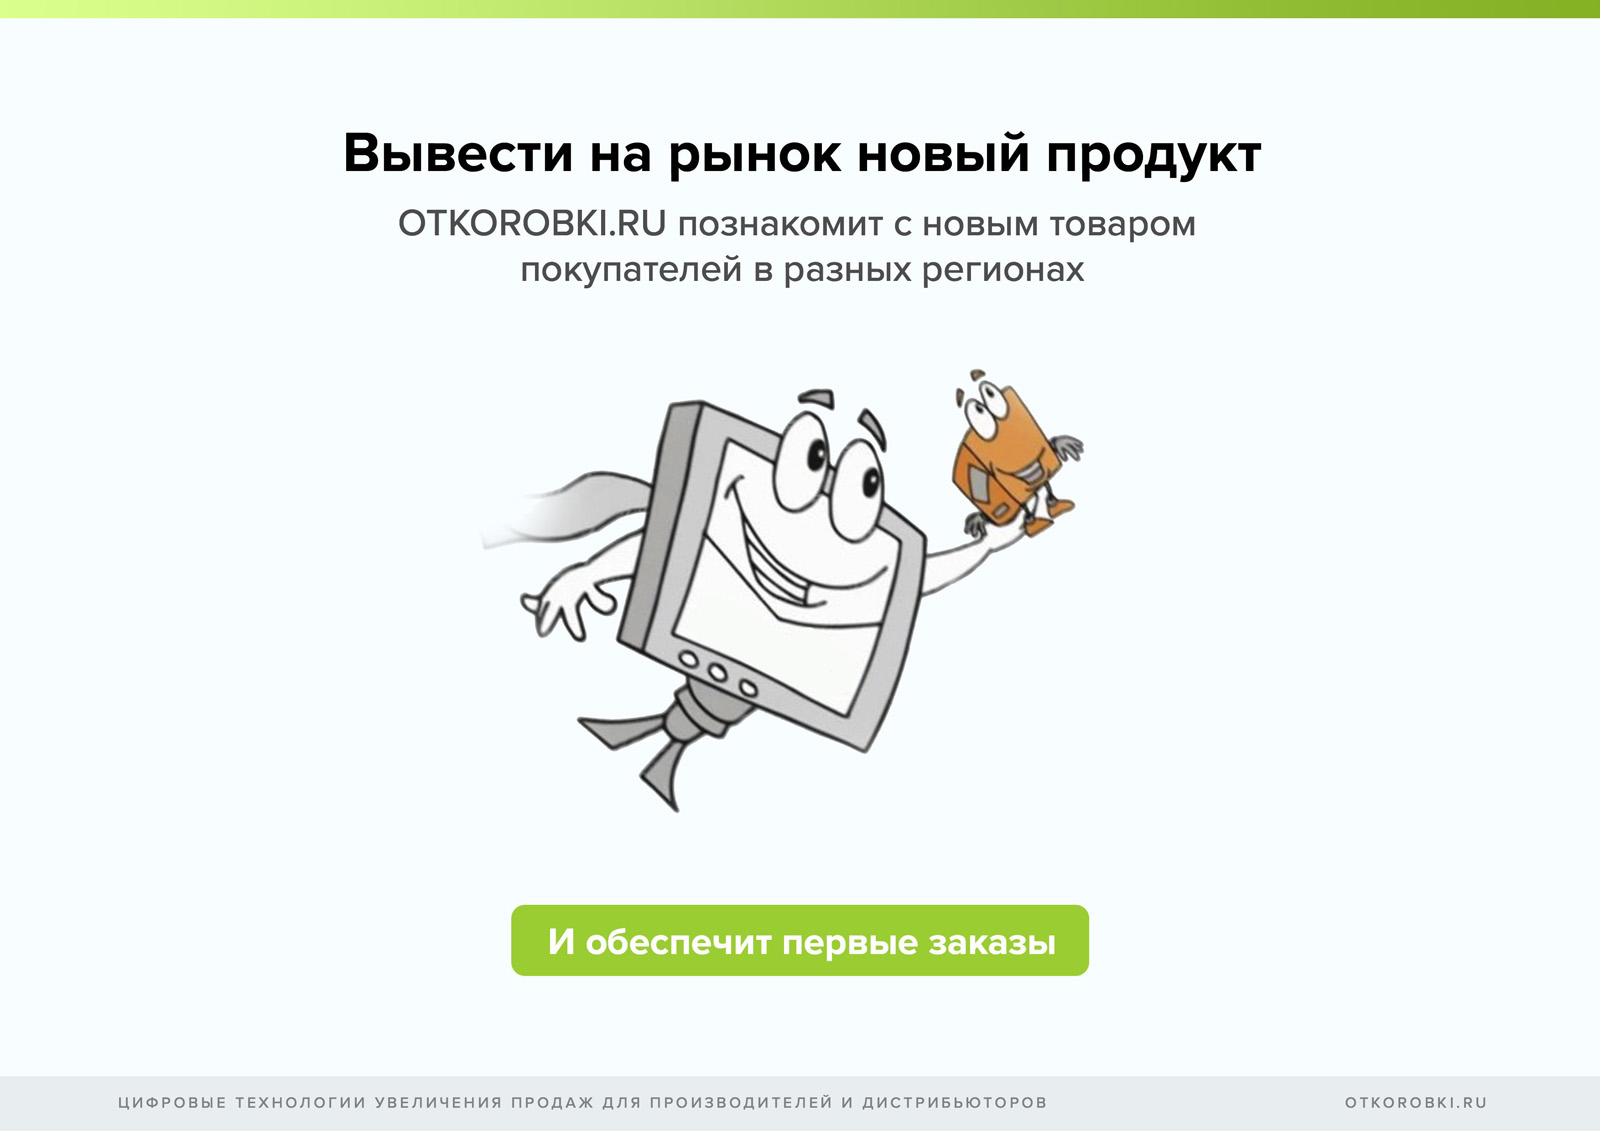 Вывести на рынок новый продукт
OTKOROBKI.RU познакомит с новым товаром
покупателей в разных регионах
И обеспечит первые заказы
ЦИФРОВЫЕ ТЕХНОЛОГИИ УВЕЛИЧЕНИЯ ПРОДАЖ ДЛЯ ПРОИЗВОДИТЕЛЕЙ И ДИСТРИБЬЮТОРОВ
OTKOROBKI.RU